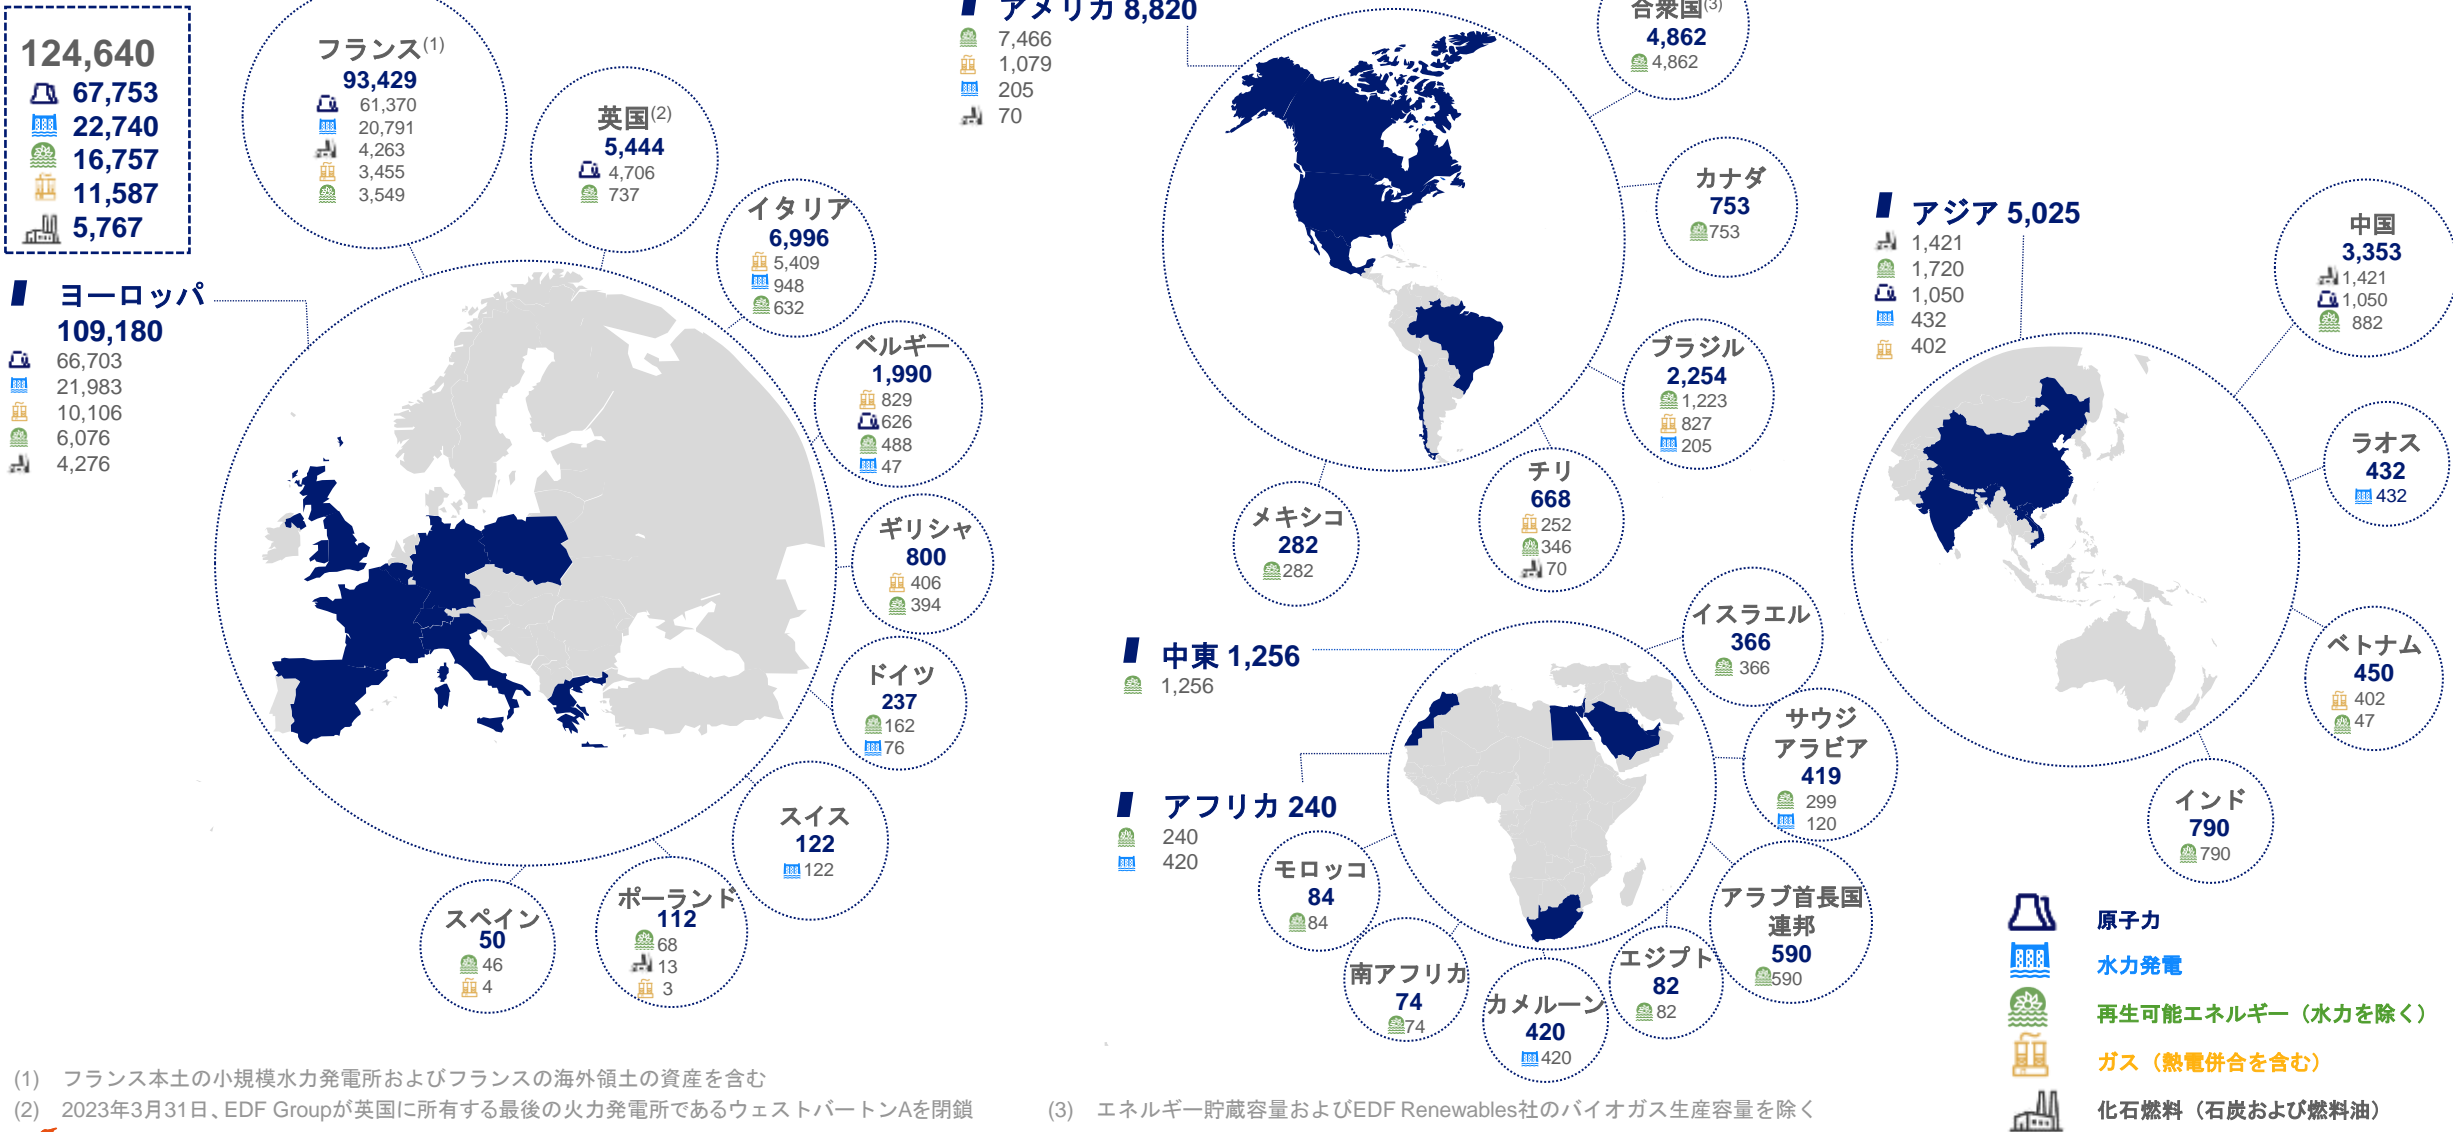 124,640
67,753
22,740
16,757
11,587
5,767
フランス(1)
93,429
61,370
20,791
4,263
3,455
3,549
英国(2)
5,444
4,706
737
イタリア
6,996
5,409
948
632
ベルギー
1,990
829
626
488
47
ギリシャ
800
406
394
ドイツ
237
162
76
スイス
122
122
ポーランド
112
68
13
3
スペイン
50
46
4
ヨーロッパ
109,180
66,703
21,983
10,106
6,076
4,276
アメリカ 8,820
7,466
1,079
205
70
合衆国(3)
4,862
4,862
カナダ
753
753
ブラジル
2,254
1,223
827
205
チリ
668
252
346
70
メキシコ
282
282
アジア 5,025
1,421
1,720
1,050
432
402
中国
3,353
1,421
1,050
882
ラオス
432
432
ベトナム
450
402
47
インド
790
790
中東 1,256
1,256
イスラエル
366
366
サウジ
アラビア
419
299
120
アラブ首長国
連邦
590
590
アフリカ 240
240
420
モロッコ
84
84
南アフリカ
74
74
カメルーン
420
420
エジプト
82
82
原子力
水力発電
再生可能エネルギー（水力を除く）
ガス（熱電併合を含む）
化石燃料（石炭および燃料油）
(1) フランス本土の小規模水力発電所およびフランスの海外領土の資産を含む
(2) 2023年3月31日、EDF Groupが英国に所有する最後の火力発電所であるウェストバートンAを閉鎖
(3) エネルギー貯蔵容量およびEDF Renewables社のバイオガス生産容量を除く